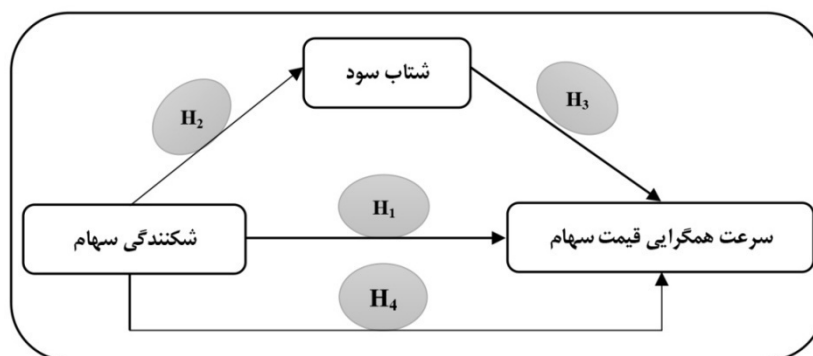 شتاب سود
H₂
H₃
شکنندگی سهام
H₁
سرعت همگرایی قیمت سهام
H₄